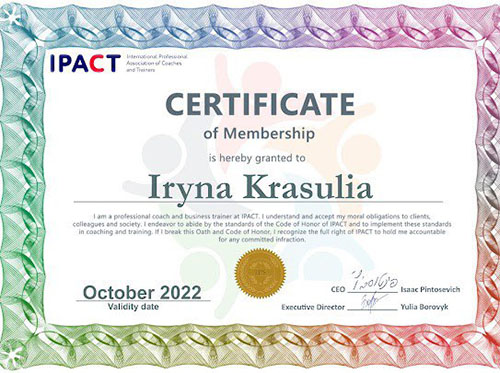 IPACT
International Professional
Association of Coaches
and Trainers
CERTIFICATE
of Membership
is hereby granted to
Iryna Krasulia
I am a professional coach and business trainer at IPACT. I understand and accept my moral obligations to clients,
colleagues and society. I endeavor to abide by the standards of the Code of Honor of IPACT and to implement these standards
in coaching and training. If I break this Oath and Code of Honor, I recognize the full right of IPACT to hold me accountable
for any committed infraction.
October 2022
Validity date
CEO Isaac Pintosevich
Executive Director Yulia Borovyk